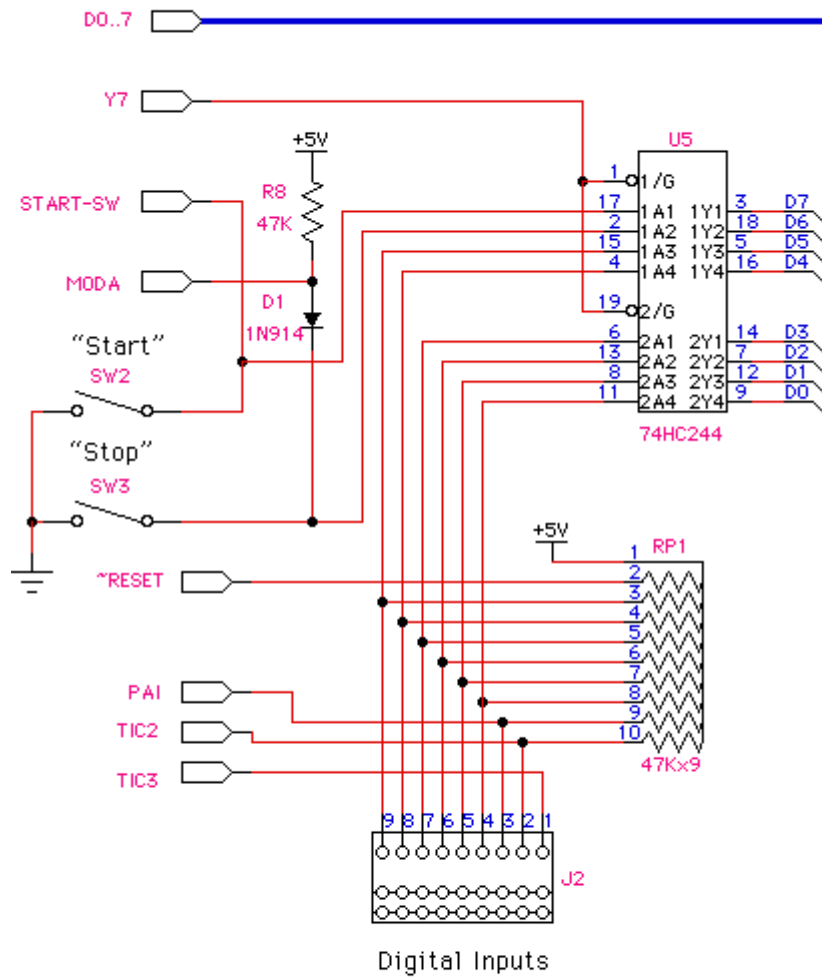 D0..7
Y7
U5
+5V
1 1/G
START-SW
R8
47K
17 1A1 1Y1 3 D7
2 1A2 1Y2 18 D6
15 1A3 1Y3 5 D5
4 1A4 1Y4 16 D4
MODA
D1
1N914
19 2/G
"Start"
SW2
6 2A1 2Y1 14 D3
13 2A2 2Y2 7 D2
8 2A3 2Y3 12 D1
11 2A4 2Y4 9 D0
74HC244
"Stop"
SW3
+5V
RP1
1
~RESET
2
3
4
5
6
7
8
PAI
9
TIC2
10
47Kx9
TIC3
9 8 7 6 5 4 3 2 1
J2
Digital Inputs